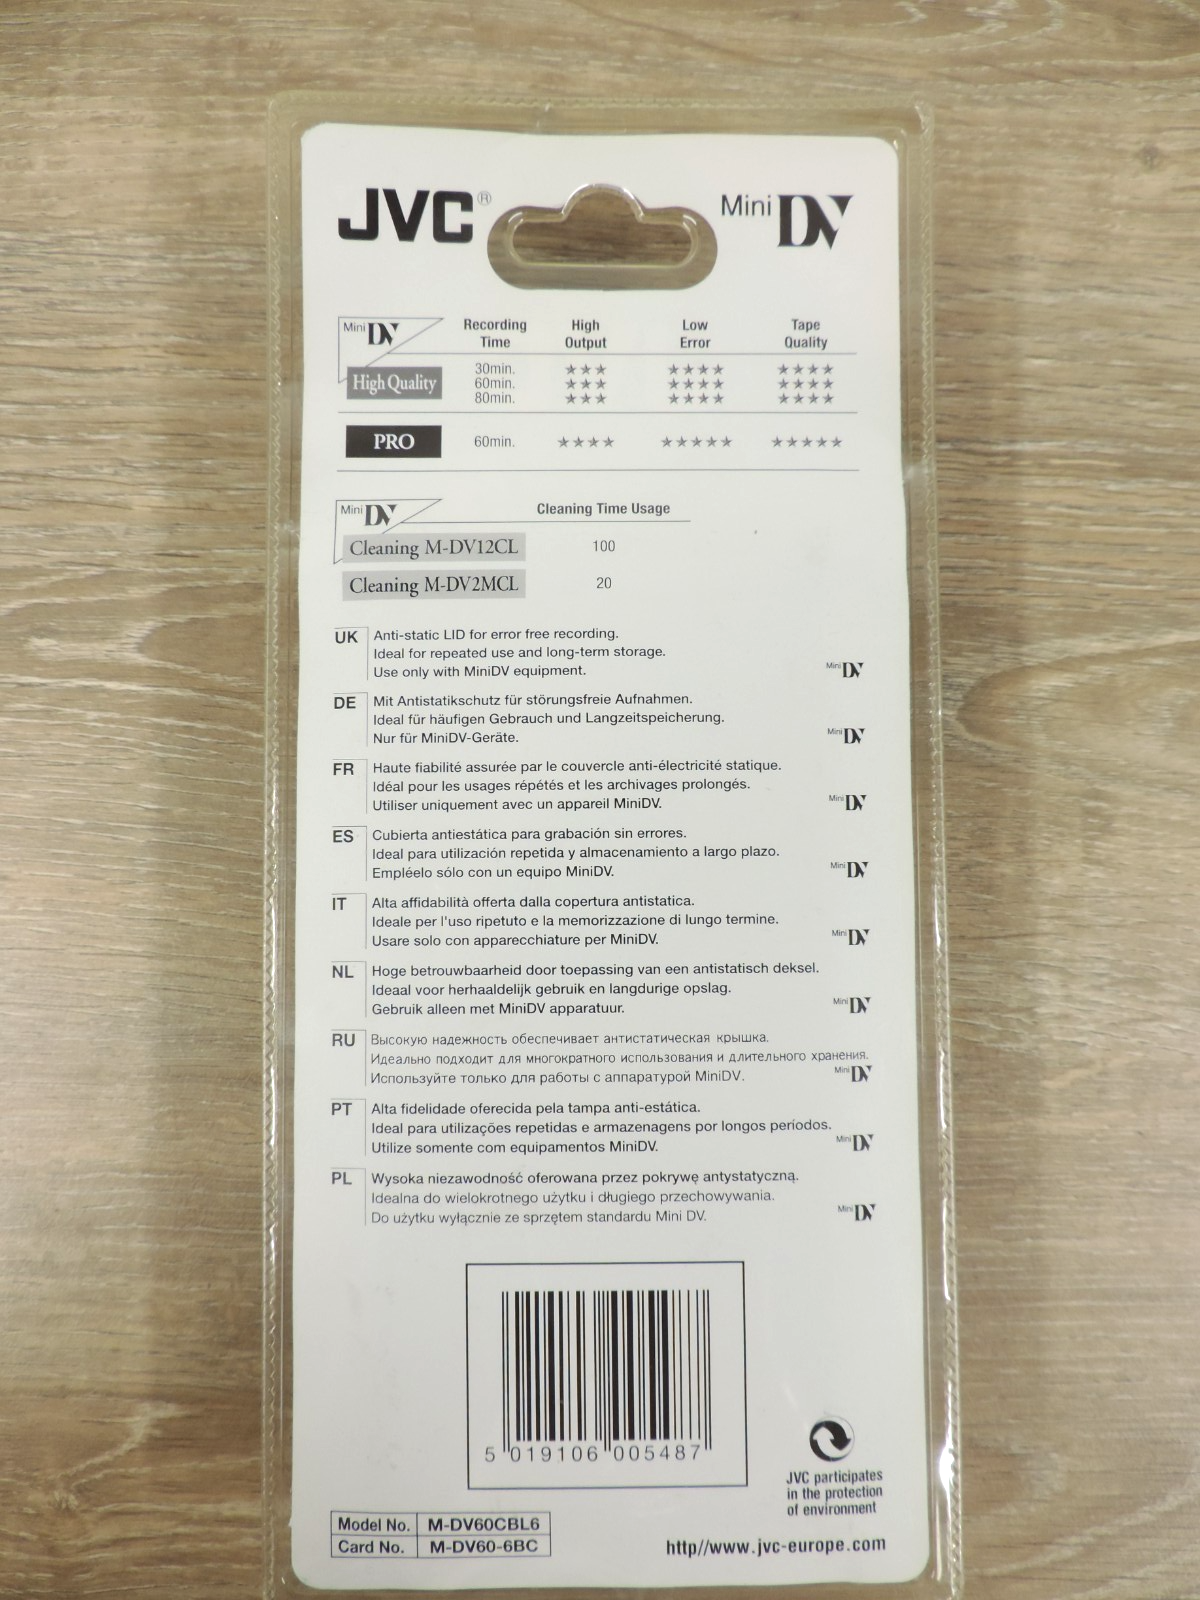 JVC® Mini DV
Mini DV Recording Time High Output Low Error Tape Quality
High Quality
30min. ★★★ ★★★★ ★★★★
60min. ★★★ ★★★★ ★★★★
80min. ★★★ ★★★★ ★★★★
PRO 60min. ★★★★ ★★★★★ ★★★★★
Mini DV Cleaning Time Usage
Cleaning M-DV12CL 100
Cleaning M-DV2MCL 20
UK Anti-static LID for error free recording.
Ideal for repeated use and long-term storage.
Use only with MiniDV equipment. Mini DV
DE Mit Antistatikschutz für störungsfreie Aufnahmen.
Ideal für häufigen Gebrauch und Langzeitspeicherung.
Nur für MiniDV-Geräte. Mini DV
FR Haute fiabilité assurée par le couvercle anti-électricité statique.
Idéal pour les usages répétés et les archivages prolongés.
Utiliser uniquement avec un appareil MiniDV. Mini DV
ES Cubierta antiestática para grabación sin errores.
Ideal para utilización repetida y almacenamiento a largo plazo.
Empléelo sólo con un equipo MiniDV. Mini DV
IT Alta affidabilità offerta dalla copertura antistatica.
Ideale per l'uso ripetuto e la memorizzazione di lungo termine.
Usare solo con apparecchiature per MiniDV. Mini DV
NL Hoge betrouwbaarheid door toepassing van een antistatisch deksel.
Ideaal voor herhaaldelijk gebruik en langdurige opslag.
Gebruik alleen met MiniDV apparatuur. Mini DV
RU Высокую надежность обеспечивает антистатическая крышка.
Идеально подходит для многократного использования и длительного хранения.
Используйте только для работы с аппаратурой MiniDV. Mini DV
PT Alta fidelidade oferecida pela tampa anti-estática.
Ideal para utilizações repetidas e armazenagens por longos períodos.
Utilize somente com equipamentos MiniDV. Mini DV
PL Wysoka niezawodność oferowana przez pokrywę antystatyczną.
Idealna do wielokrotnego użytku i długiego przechowywania.
Do użytku wyłącznie ze sprzętem standardu Mini DV. Mini DV
5 019106 005487
JVC participates
in the protection
of environment
Model No. M-DV60CBL6
Card No. M-DV60-6BC
http//www.jvc-europe.com